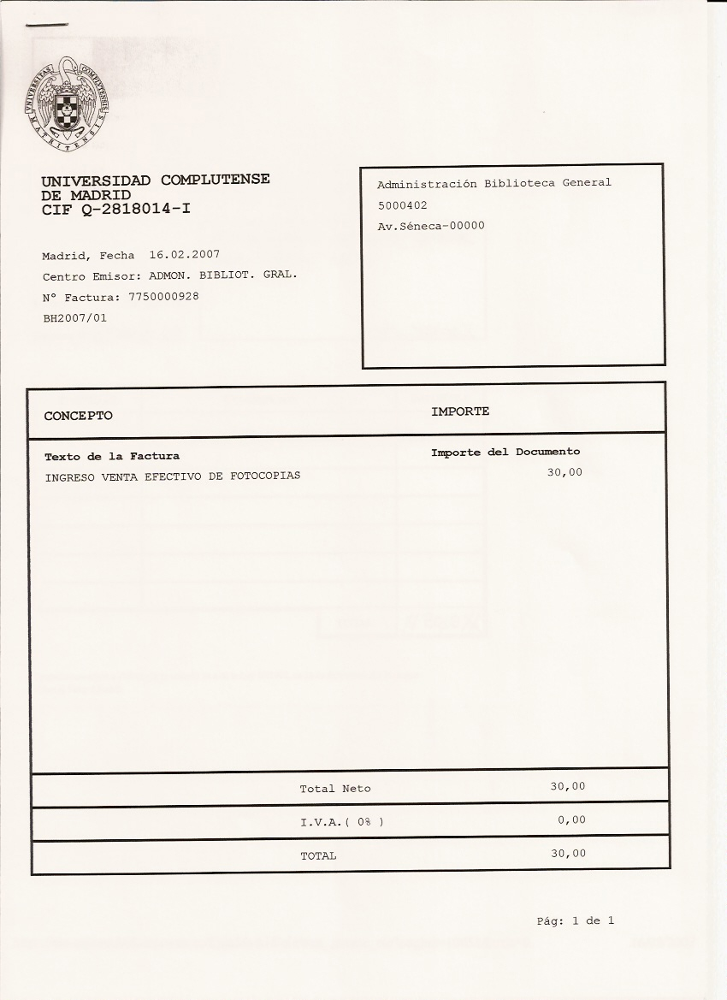 VNIVERSITAS COMPLVTENSIS
MATRITENSIS
UNIVERSIDAD COMPLUTENSE
DE MADRID
CIF Q-2818014-I
Madrid, Fecha 16.02.2007
Centro Emisor: ADMON. BIBLIOT. GRAL.
Nº Factura: 7750000928
BH2007/01
Administración Biblioteca General
5000402
Av.Séneca-00000
CONCEPTO IMPORTE
Texto de la Factura Importe del Documento
INGRESO VENTA EFECTIVO DE FOTOCOPIAS 30,00
Total Neto 30,00
I.V.A.( 0% ) 0,00
TOTAL 30,00
Pág: 1 de 1